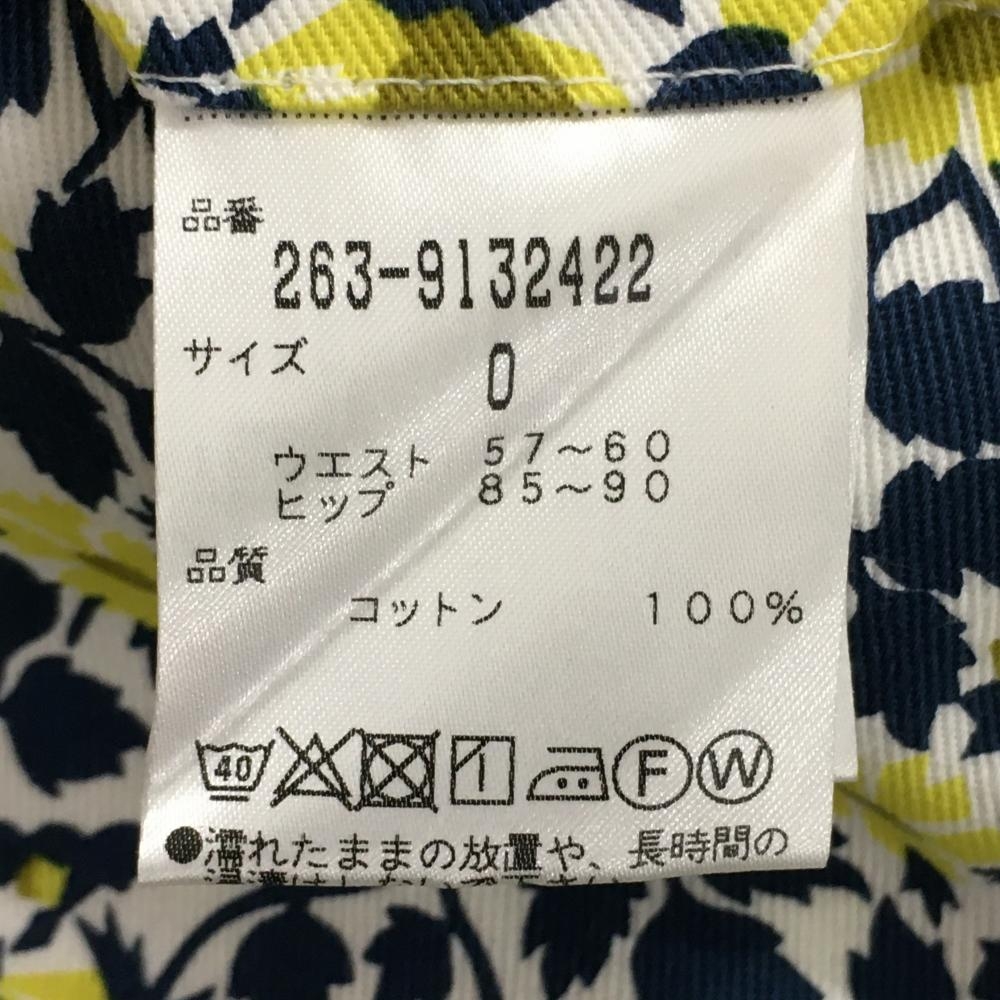 品番
263-9132422
サイズ
0
ウエスト 57〜60
ヒップ 85〜90
品質
コットン 100%
40 F W
●濡れたままの放置や、長時間の